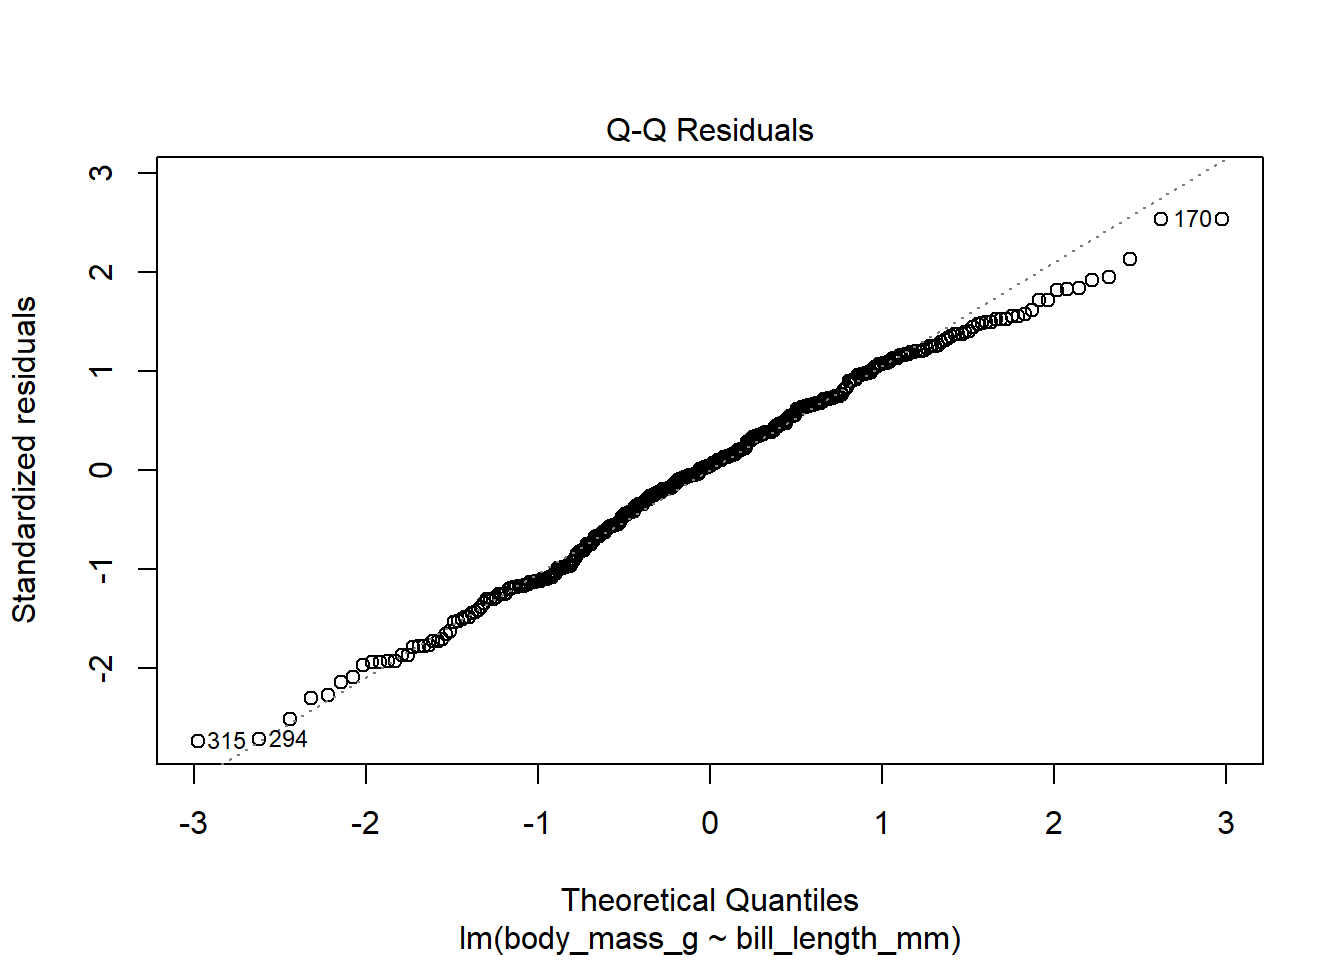 Q-Q Residuals
Standardized residuals
3
2
1
0
-1
-2
170
315
294
-3 -2 -1 0 1 2 3
Theoretical Quantiles
lm(body_mass_g ~ bill_length_mm)